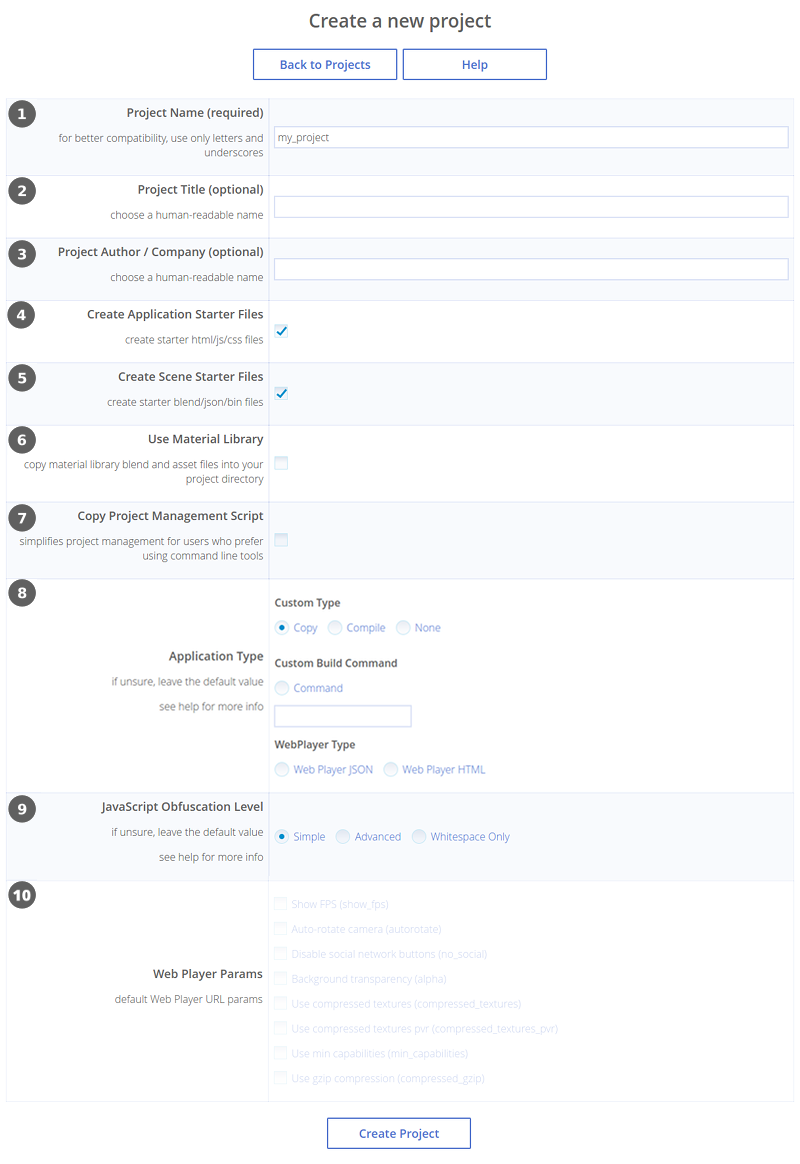 Create a new project
Back to Projects
Help
1
Project Name (required)
for better compatibility, use only letters and
underscores
my_project
2
Project Title (optional)
choose a human-readable name
3
Project Author / Company (optional)
choose a human-readable name
4
Create Application Starter Files
create starter html/js/css files
5
Create Scene Starter Files
create starter blend/json/bin files
6
Use Material Library
copy material library blend and asset files into your
project directory
7
Copy Project Management Script
simplifies project management for users who prefer
using command line tools
8
Application Type
if unsure, leave the default value
see help for more info
Custom Type
Copy Compile None
Custom Build Command
Command
WebPlayer Type
Web Player JSON Web Player HTML
9
JavaScript Obfuscation Level
if unsure, leave the default value
see help for more info
Simple Advanced Whitespace Only
10
Web Player Params
default Web Player URL params
Show FPS (show_fps)
Auto-rotate camera (autorotate)
Disable social network buttons (no_social)
Background transparency (alpha)
Use compressed textures (compressed_textures)
Use compressed textures pvr (compressed_textures_pvr)
Use min capabilities (min_capabilities)
Use gzip compression (compressed_gzip)
Create Project